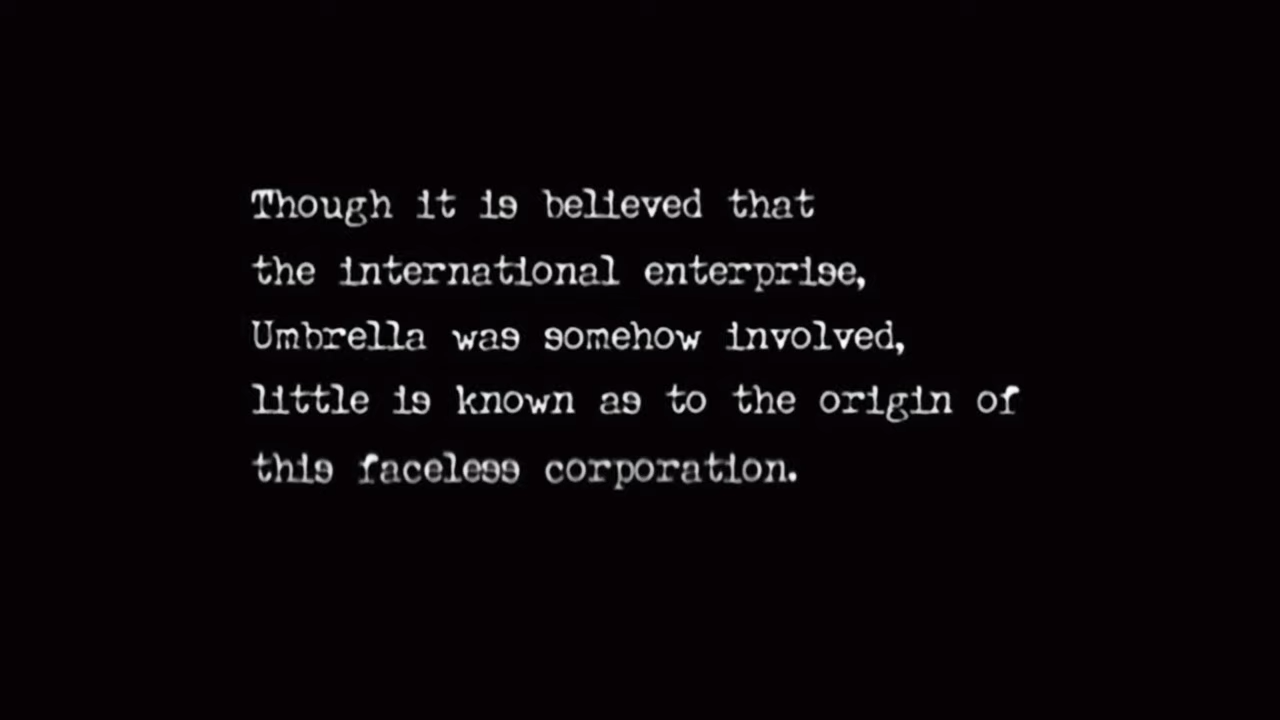 Though it is believed that
the international enterprise,
Umbrella was somehow involved,
little is known as to the origin of
this faceless corporation.